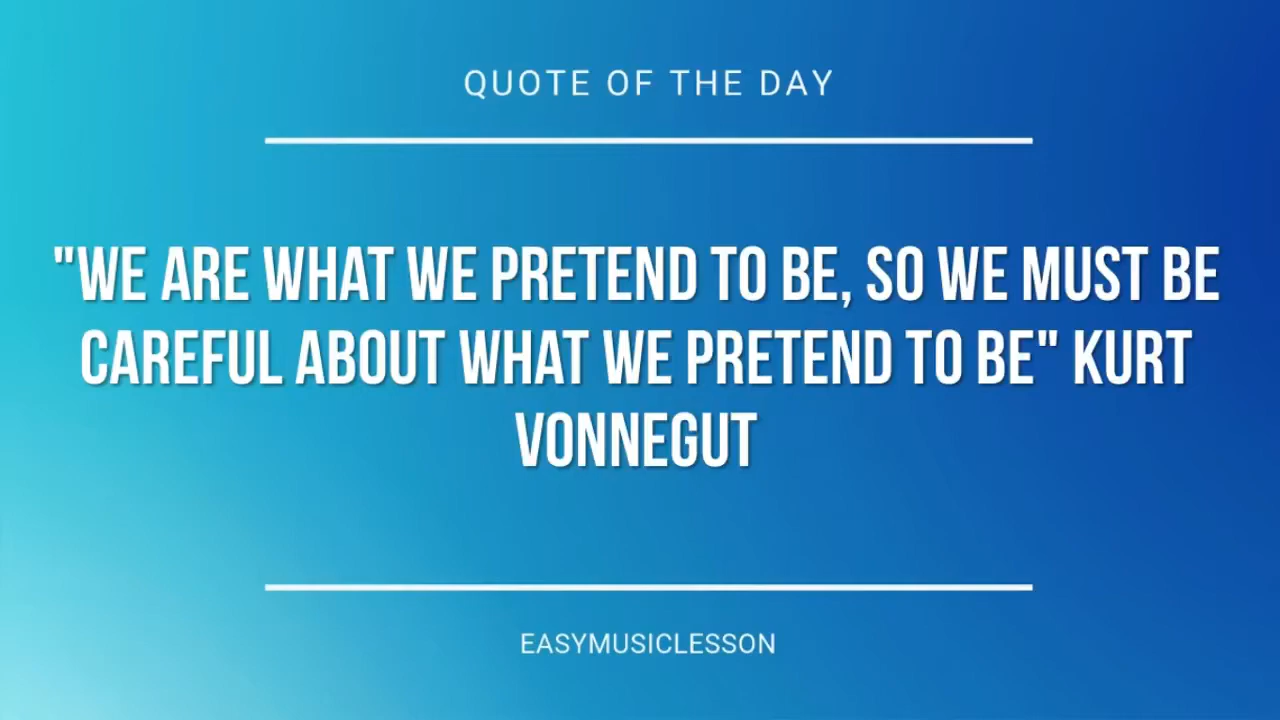 QUOTE OF THE DAY
"WE ARE WHAT WE PRETEND TO BE, SO WE MUST BE
CAREFUL ABOUT WHAT WE PRETEND TO BE" KURT
VONNEGUT
EASYMUSICLESSON